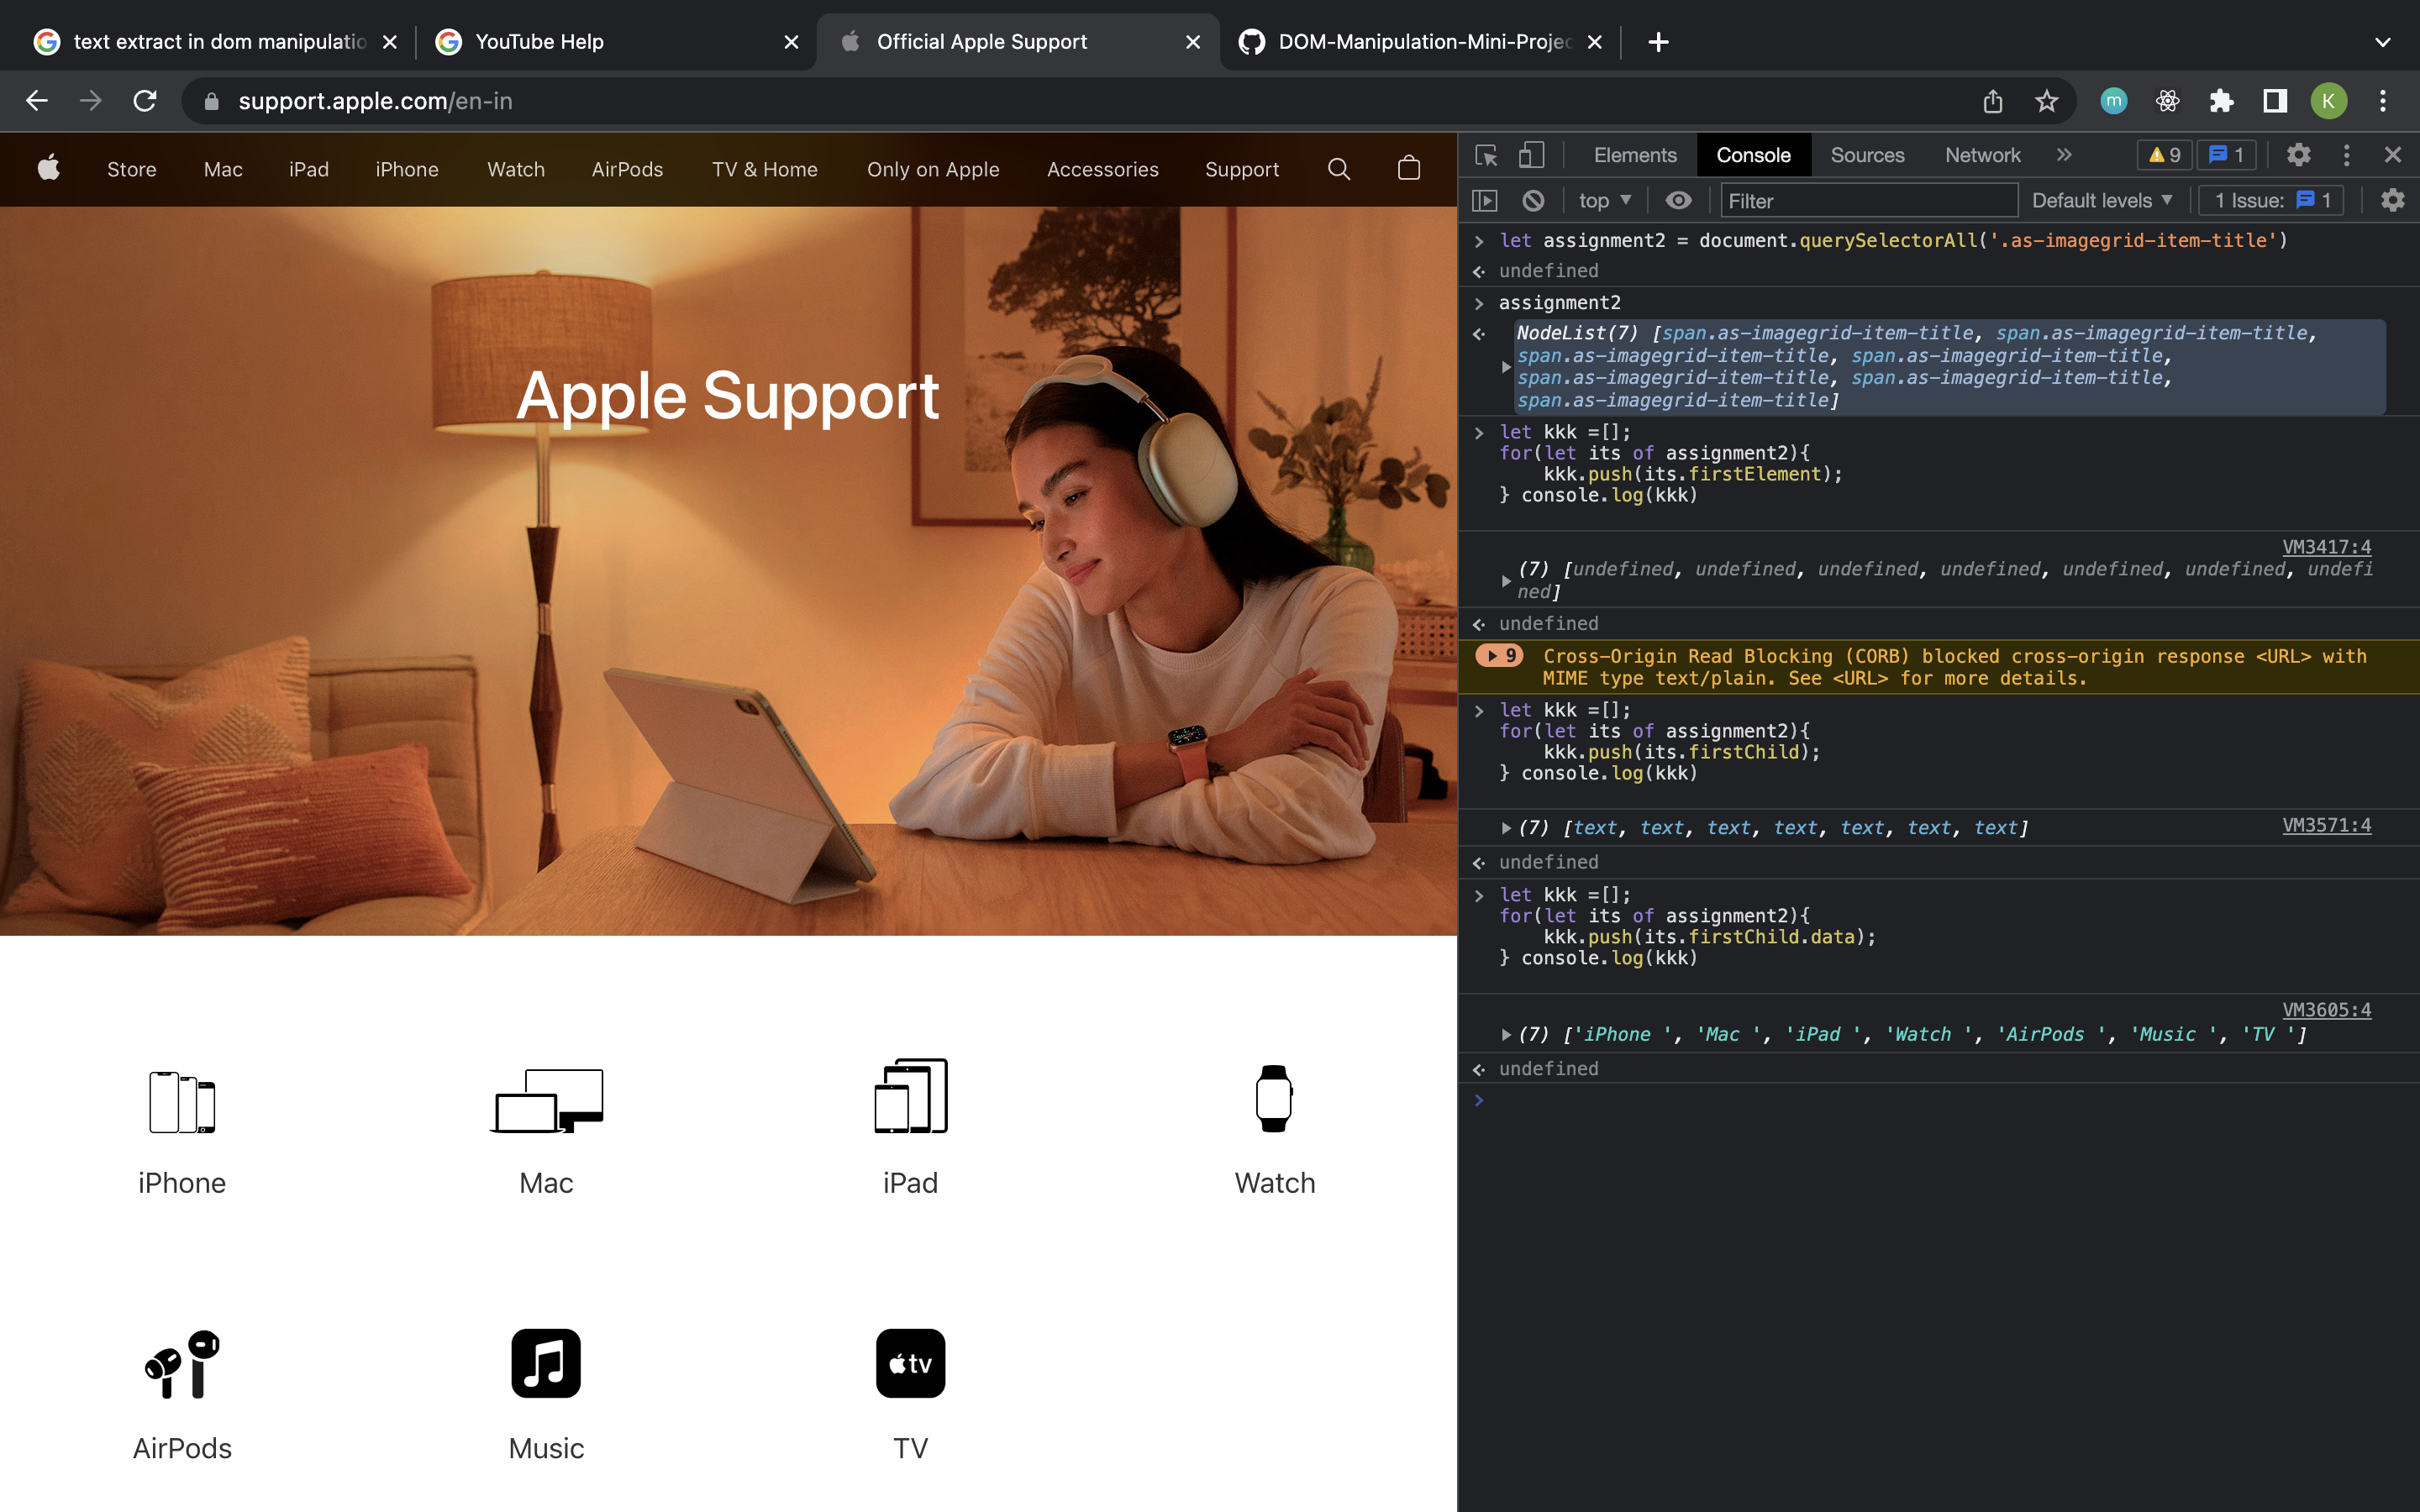 text extract in dom manipulatio
YouTube Help
Official Apple Support
DOM-Manipulation-Mini-Projec
support.apple.com/en-in
m
K
Store
Mac
iPad
iPhone
Watch
AirPods
TV & Home
Only on Apple
Accessories
Support
Apple Support
iPhone
Mac
iPad
Watch
tv
AirPods
Music
TV
Elements
Console
Sources
Network
9
1
top
Filter
Default levels
1 Issue:
1
let assignment2 = document.querySelectorAll('.as-imagegrid-item-title')
undefined
assignment2
NodeList(7) [span.as-imagegrid-item-title, span.as-imagegrid-item-title,
span.as-imagegrid-item-title, span.as-imagegrid-item-title,
span.as-imagegrid-item-title, span.as-imagegrid-item-title,
span.as-imagegrid-item-title]
let kkk =[];
for(let its of assignment2){
kkk.push(its.firstElement);
} console.log(kkk)
VM3417:4
(7) [undefined, undefined, undefined, undefined, undefined, undefined, undefi
ned]
undefined
9
Cross-Origin Read Blocking (CORB) blocked cross-origin response <URL> with
MIME type text/plain. See <URL> for more details.
let kkk =[];
for(let its of assignment2){
kkk.push(its.firstChild);
} console.log(kkk)
(7) [text, text, text, text, text, text, text]
VM3571:4
undefined
let kkk =[];
for(let its of assignment2){
kkk.push(its.firstChild.data);
} console.log(kkk)
VM3605:4
(7) ['iPhone ', 'Mac ', 'iPad ', 'Watch ', 'AirPods ', 'Music ', 'TV ']
undefined